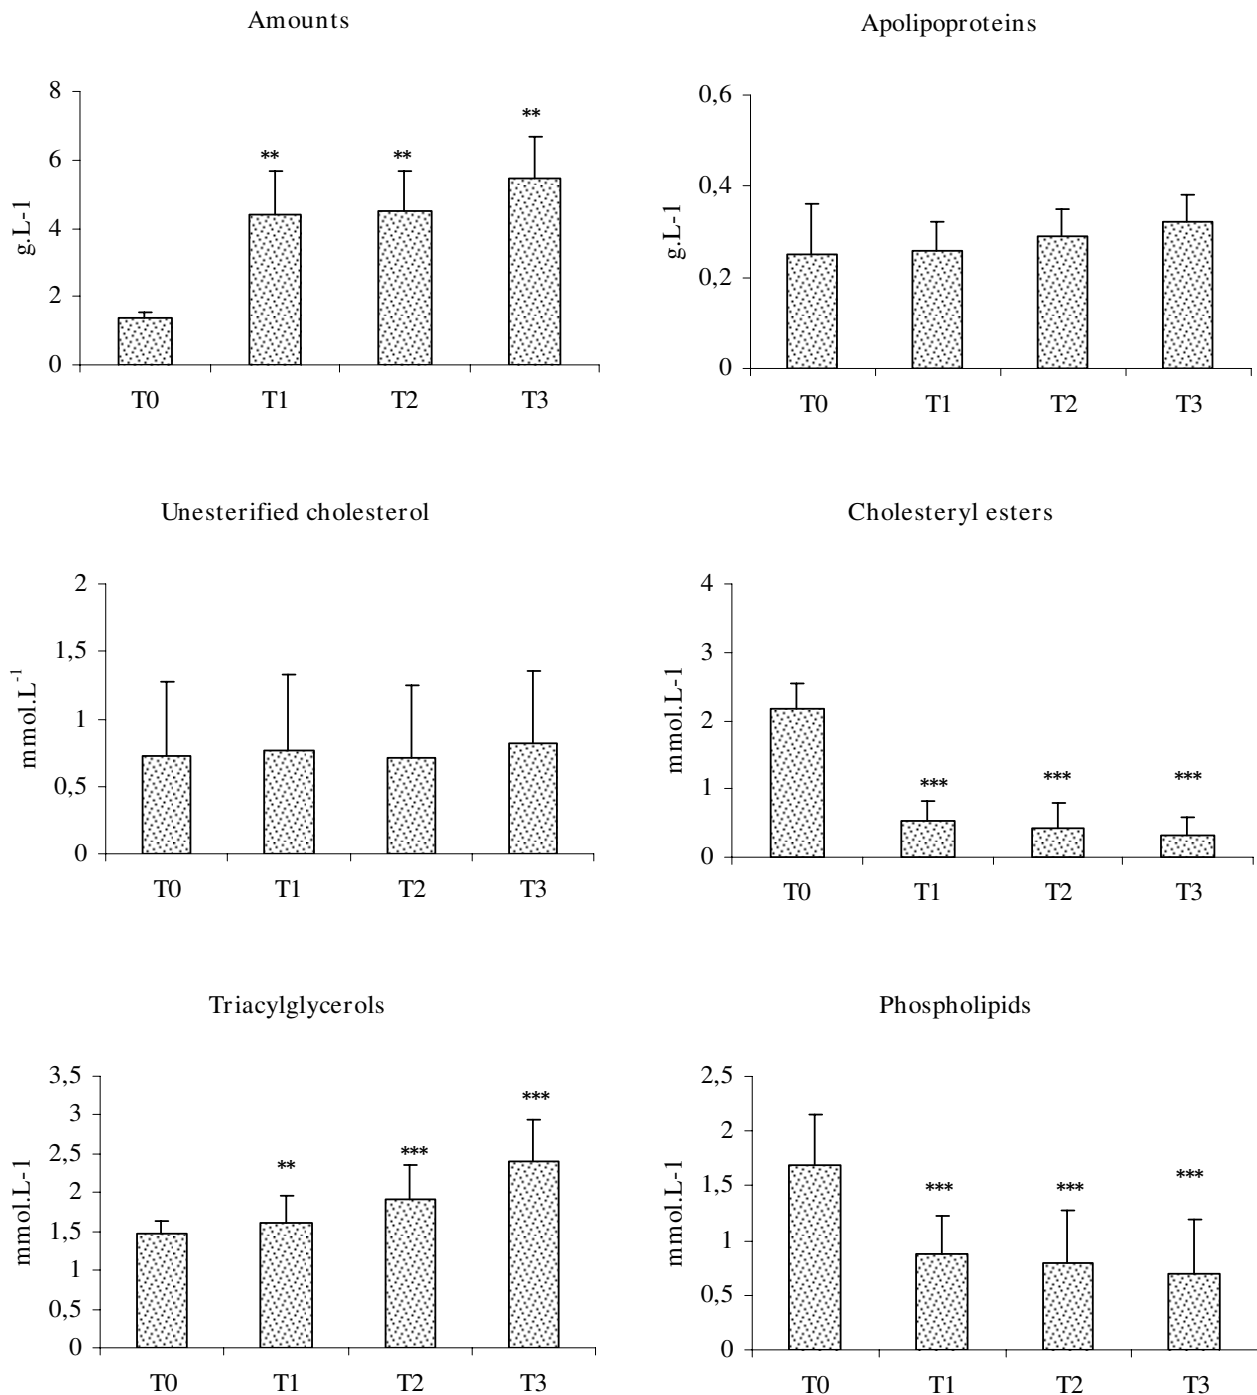 Amounts
g.L-1
8
6
4
2
0
**
**
**
T0 T1 T2 T3
Apolipoproteins
g.L-1
0,6
0,4
0,2
0
T0 T1 T2 T3
Unesterified cholesterol
mmol.L-1
2
1,5
1
0,5
0
T0 T1 T2 T3
Cholesteryl esters
mmol.L-1
4
3
2
1
0
***
***
***
T0 T1 T2 T3
Triacylglycerols
mmol.L-1
3,5
3
2,5
2
1,5
1
0,5
0
**
***
***
T0 T1 T2 T3
Phospholipids
mmol.L-1
2,5
2
1,5
1
0,5
0
***
***
***
T0 T1 T2 T3